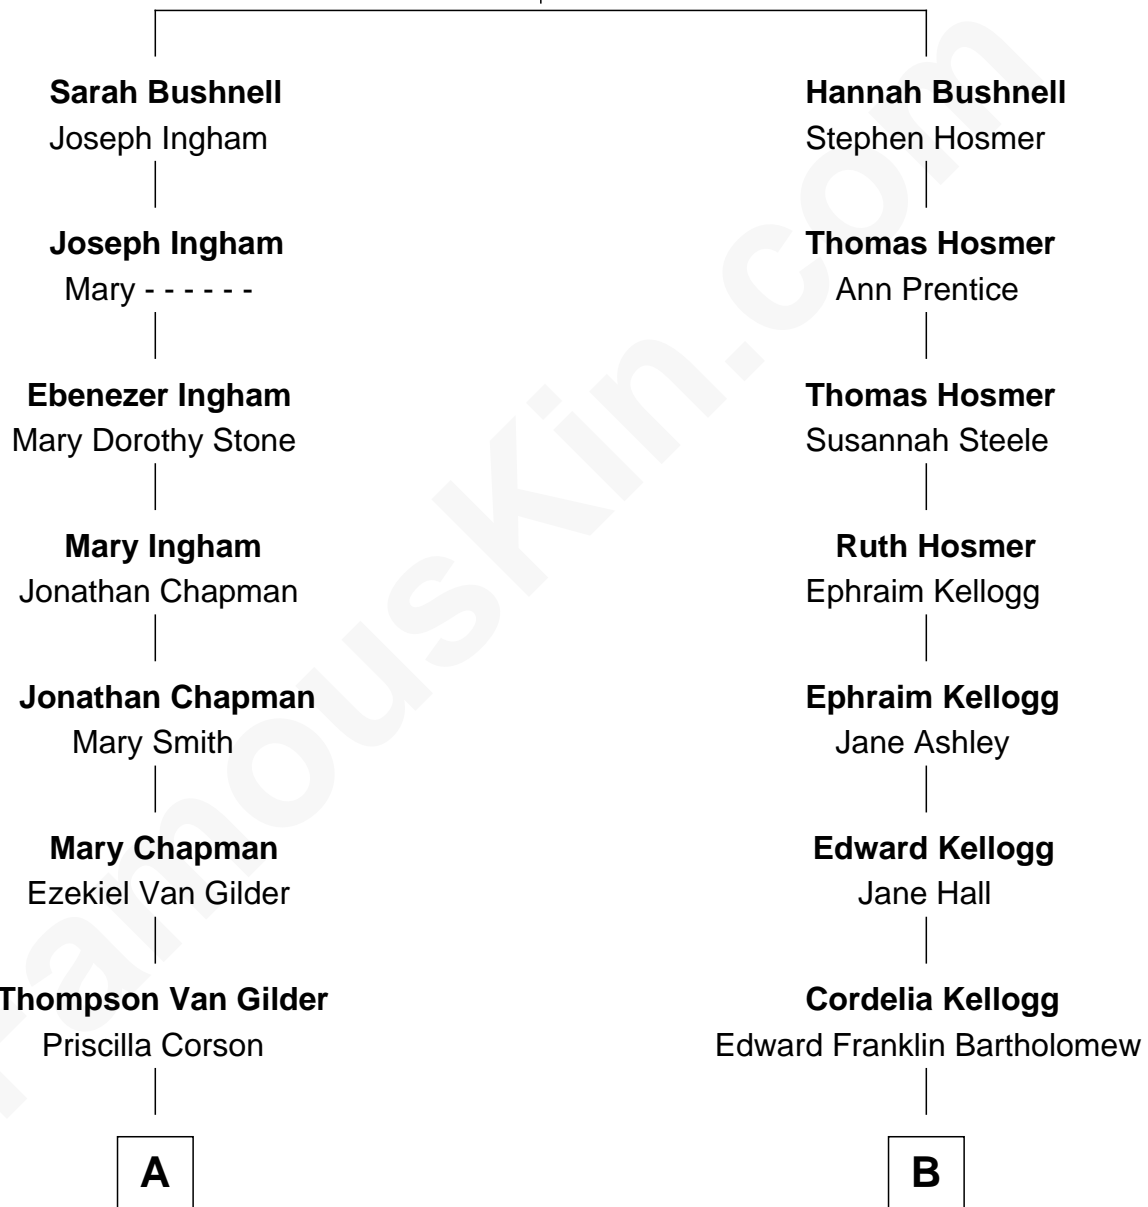 Sarah Bushnell
Joseph Ingham
Joseph Ingham
Mary - - - - - -
Ebenezer Ingham
Mary Dorothy Stone
Mary Ingham
Jonathan Chapman
Jonathan Chapman
Mary Smith
Mary Chapman
Ezekiel Van Gilder
Thompson Van Gilder
Priscilla Corson
A
Hannah Bushnell
Stephen Hosmer
Thomas Hosmer
Ann Prentice
Thomas Hosmer
Susannah Steele
Ruth Hosmer
Ephraim Kellogg
Ephraim Kellogg
Jane Ashley
Edward Kellogg
Jane Hall
Cordelia Kellogg
Edward Franklin Bartholomew
B
FamousKin.com